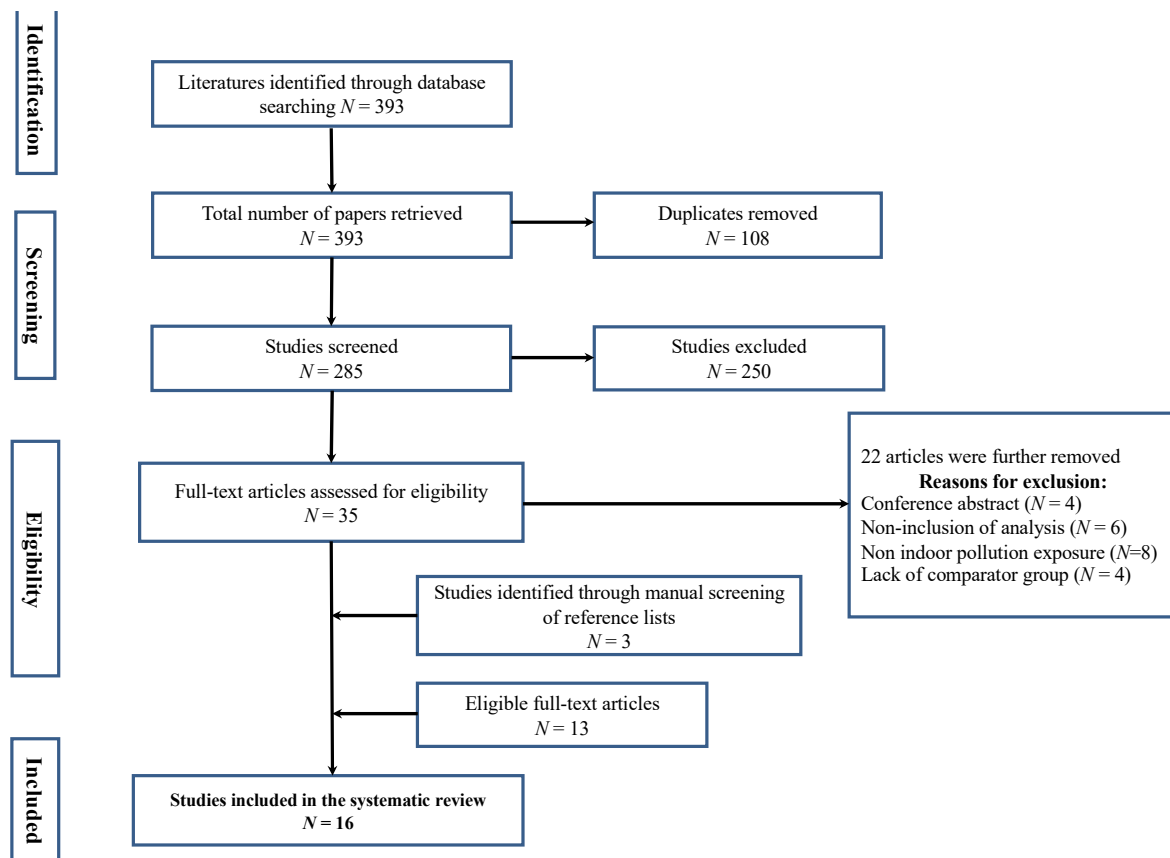 Identification
Literatures identified through database
searching N = 393
Total number of papers retrieved
N = 393
Duplicates removed
N = 108
Screening
Studies screened
N = 285
Studies excluded
N = 250
Eligibility
Full-text articles assessed for eligibility
N = 35
22 articles were further removed
Reasons for exclusion:
Conference abstract (N = 4)
Non-inclusion of analysis (N = 6)
Non indoor pollution exposure (N=8)
Lack of comparator group (N = 4)
Studies identified through manual screening
of reference lists
N = 3
Eligible full-text articles
N = 13
Included
Studies included in the systematic review
N = 16